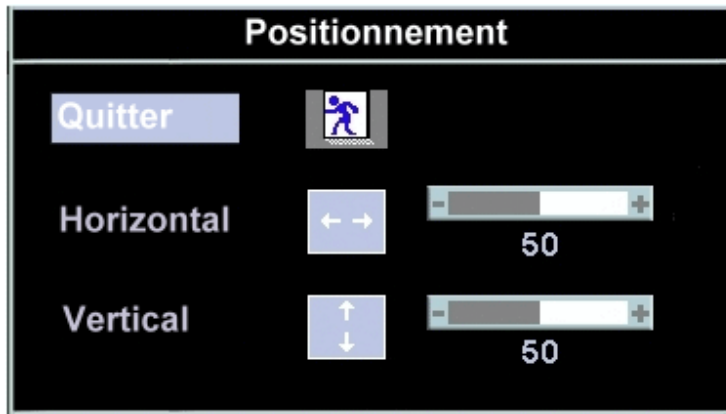 Positionnement
Quitter
Horizontal
- +
50
Vertical
- +
50